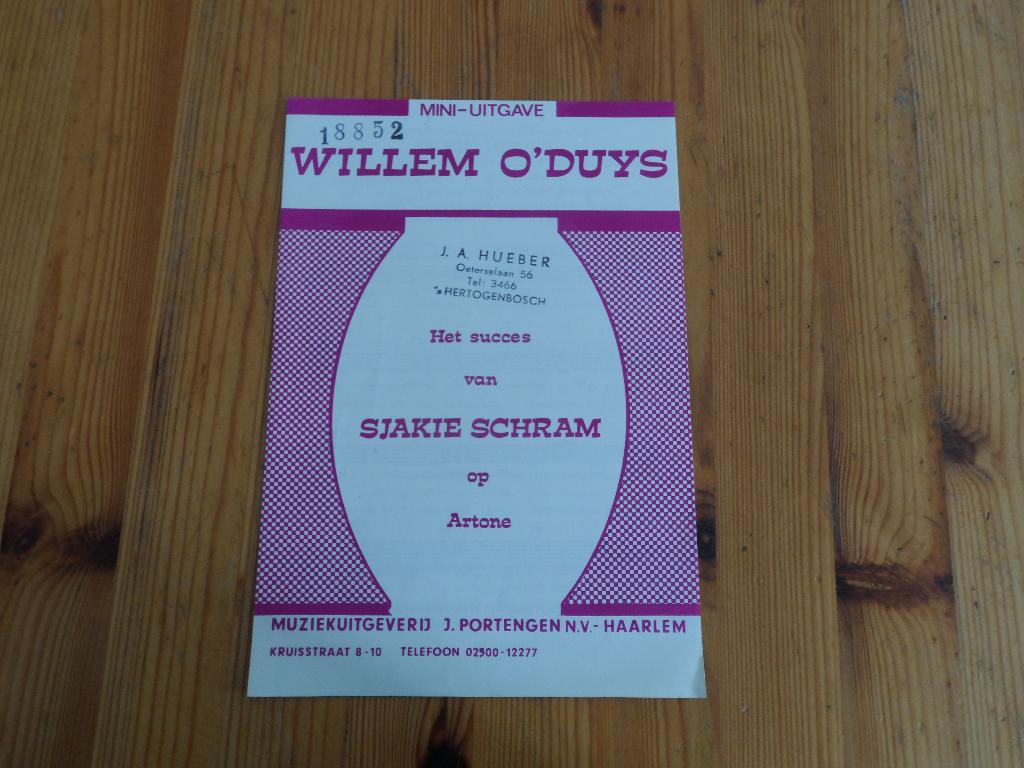 MINI-UITGAVE
18852
WILLEM O'DUYS
J. A. HUEBER
Oeterselaan 56
Tel: 3466
's HERTOGENBOSCH
Het succes
van
SJAKIE SCHRAM
op
Artone
MUZIEKUITGEVERIJ J. PORTENGEN N.V.- HAARLEM
KRUISSTRAAT 8-10 TELEFOON 02500-12277